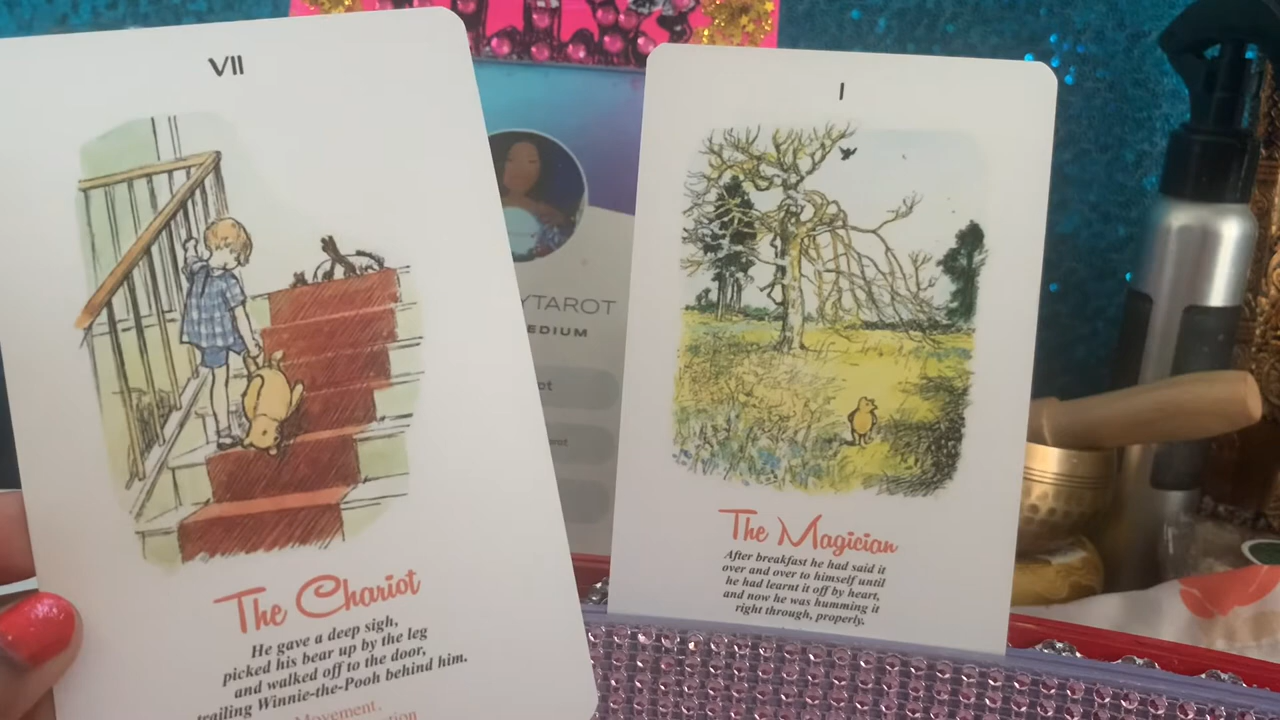 VII
The Chariot
He gave a deep sigh,
picked his bear up by the leg
and walked off to the door,
trailing Winnie-the-Pooh behind him.
Movement,
I
The Magician
After breakfast he had said it
over and over to himself until
he had learnt it off by heart,
and now he was humming it
right through, properly.
YTAROT
EDIUM